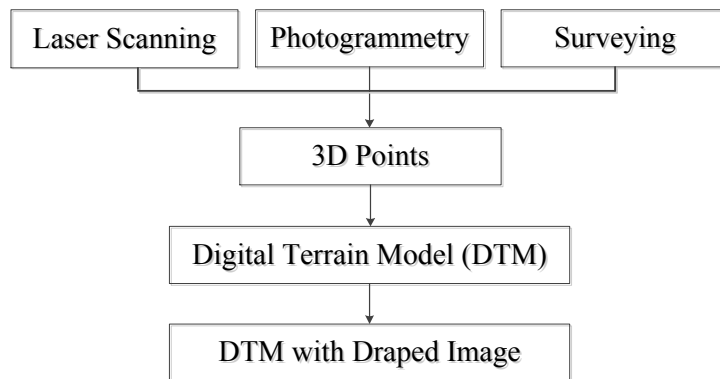 Laser Scanning
Photogrammetry
Surveying
3D Points
Digital Terrain Model (DTM)
DTM with Draped Image